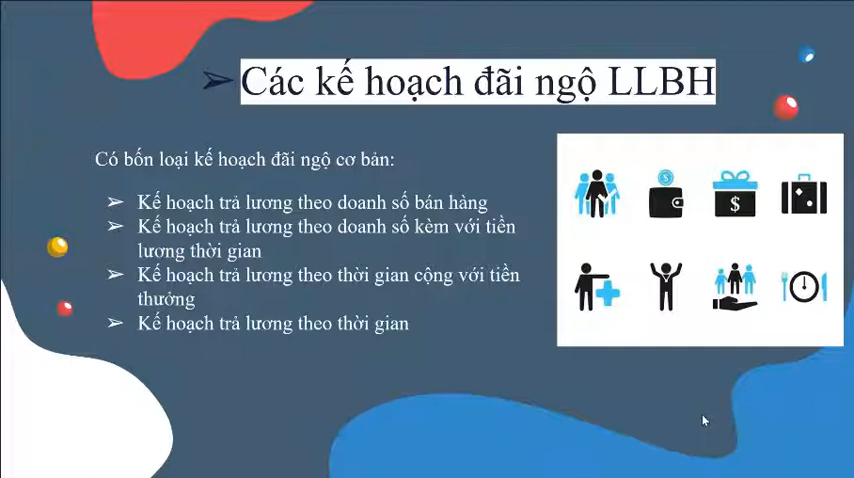 ➢ Các kế hoạch đãi ngộ LLBH
Có bốn loại kế hoạch đãi ngộ cơ bản:
➢ Kế hoạch trả lương theo doanh số bán hàng
➢ Kế hoạch trả lương theo doanh số kèm với tiền
lương thời gian
➢ Kế hoạch trả lương theo thời gian cộng với tiền
thưởng
➢ Kế hoạch trả lương theo thời gian
$
$